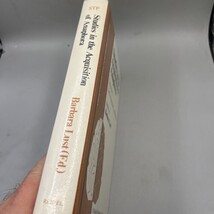 Studies in the Acquisition
of Anaphora
Barbara Lust (Ed.)